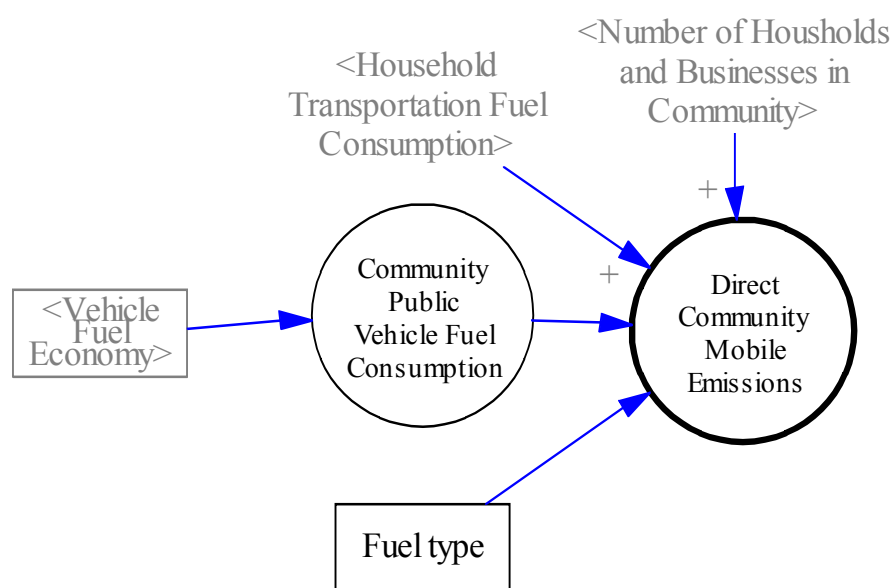 <Household
Transportation Fuel
Consumption>
<Number of Housholds
and Businesses in
Community>
+
+
<Vehicle
Fuel
Economy>
Community
Public
Vehicle Fuel
Consumption
Direct
Community
Mobile
Emissions
Fuel type